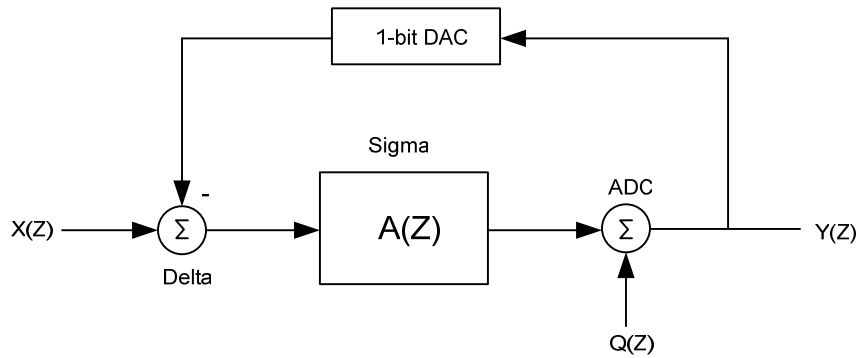 1-bit DAC
Sigma
ADC
-
X(Z)
Σ
A(Z)
Σ
Y(Z)
Delta
Q(Z)